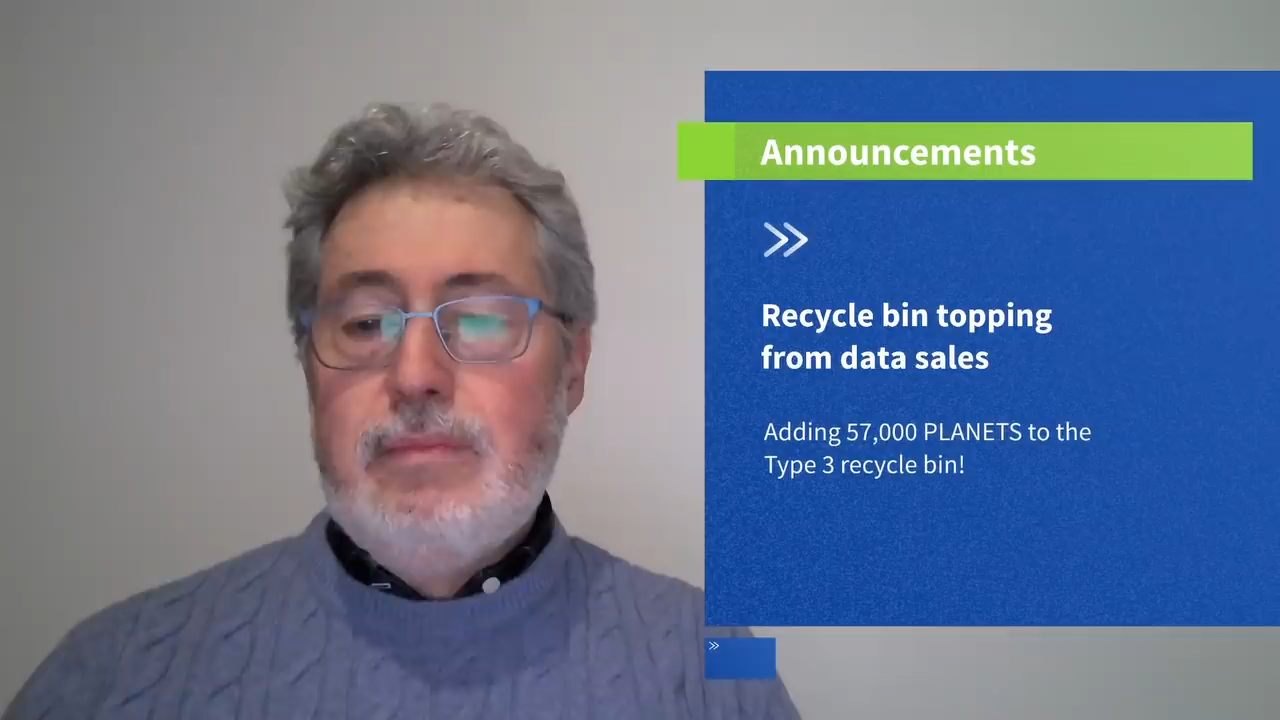 Announcements
Recycle bin topping
from data sales
Adding 57,000 PLANETS to the
Type 3 recycle bin!